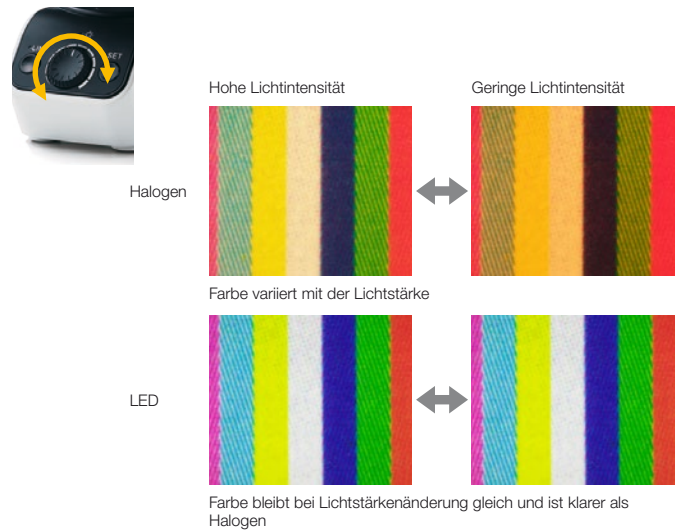 SET
Hohe Lichtintensität
Geringe Lichtintensität
Halogen
Farbe variiert mit der Lichtstärke
LED
Farbe bleibt bei Lichtstärkenänderung gleich und ist klarer als
Halogen